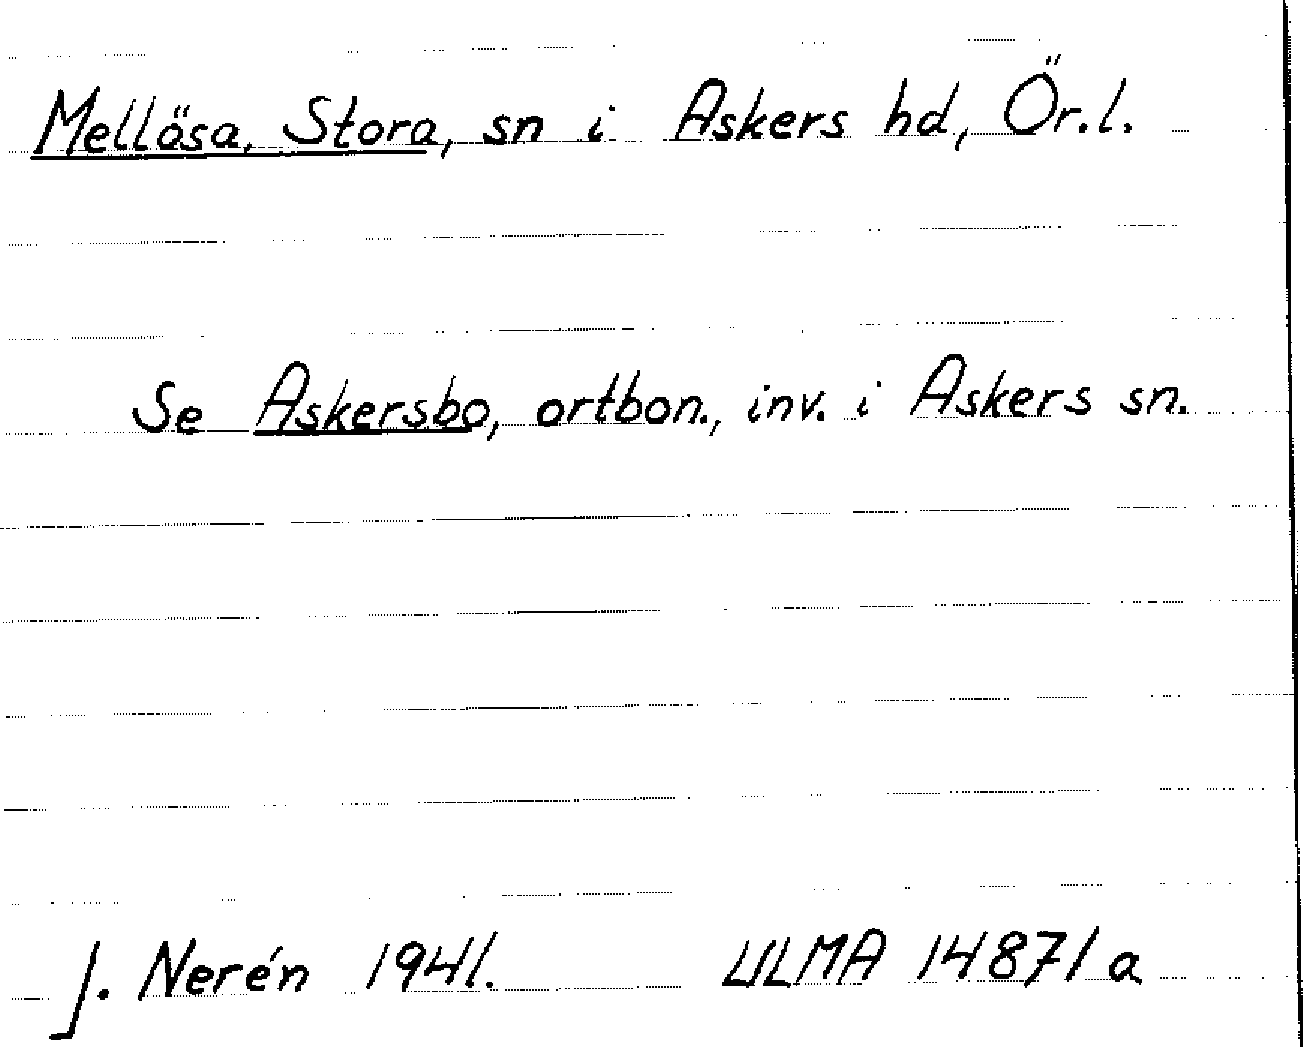 Mellösa, Stora, sn i Askers hd, Ör.l.
Se Askersbo, ortbon., inv. i Askers sn.
J. Nerén 1941. ULMA 14871 a